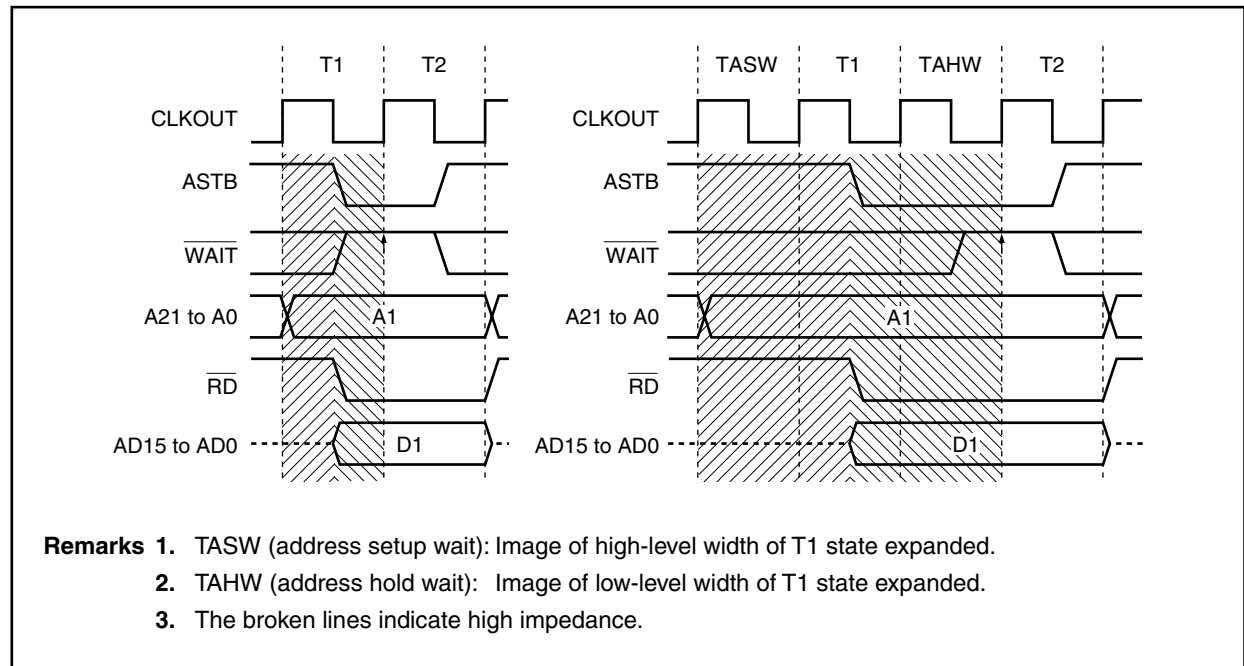 T1 T2 TASW T1 TAHW T2
CLKOUT CLKOUT
ASTB ASTB
WAIT WAIT
A21 to A0 A1 A21 to A0 A1
RD RD
AD15 to AD0 D1 AD15 to AD0 D1
Remarks 1. TASW (address setup wait): Image of high-level width of T1 state expanded.
2. TAHW (address hold wait): Image of low-level width of T1 state expanded.
3. The broken lines indicate high impedance.